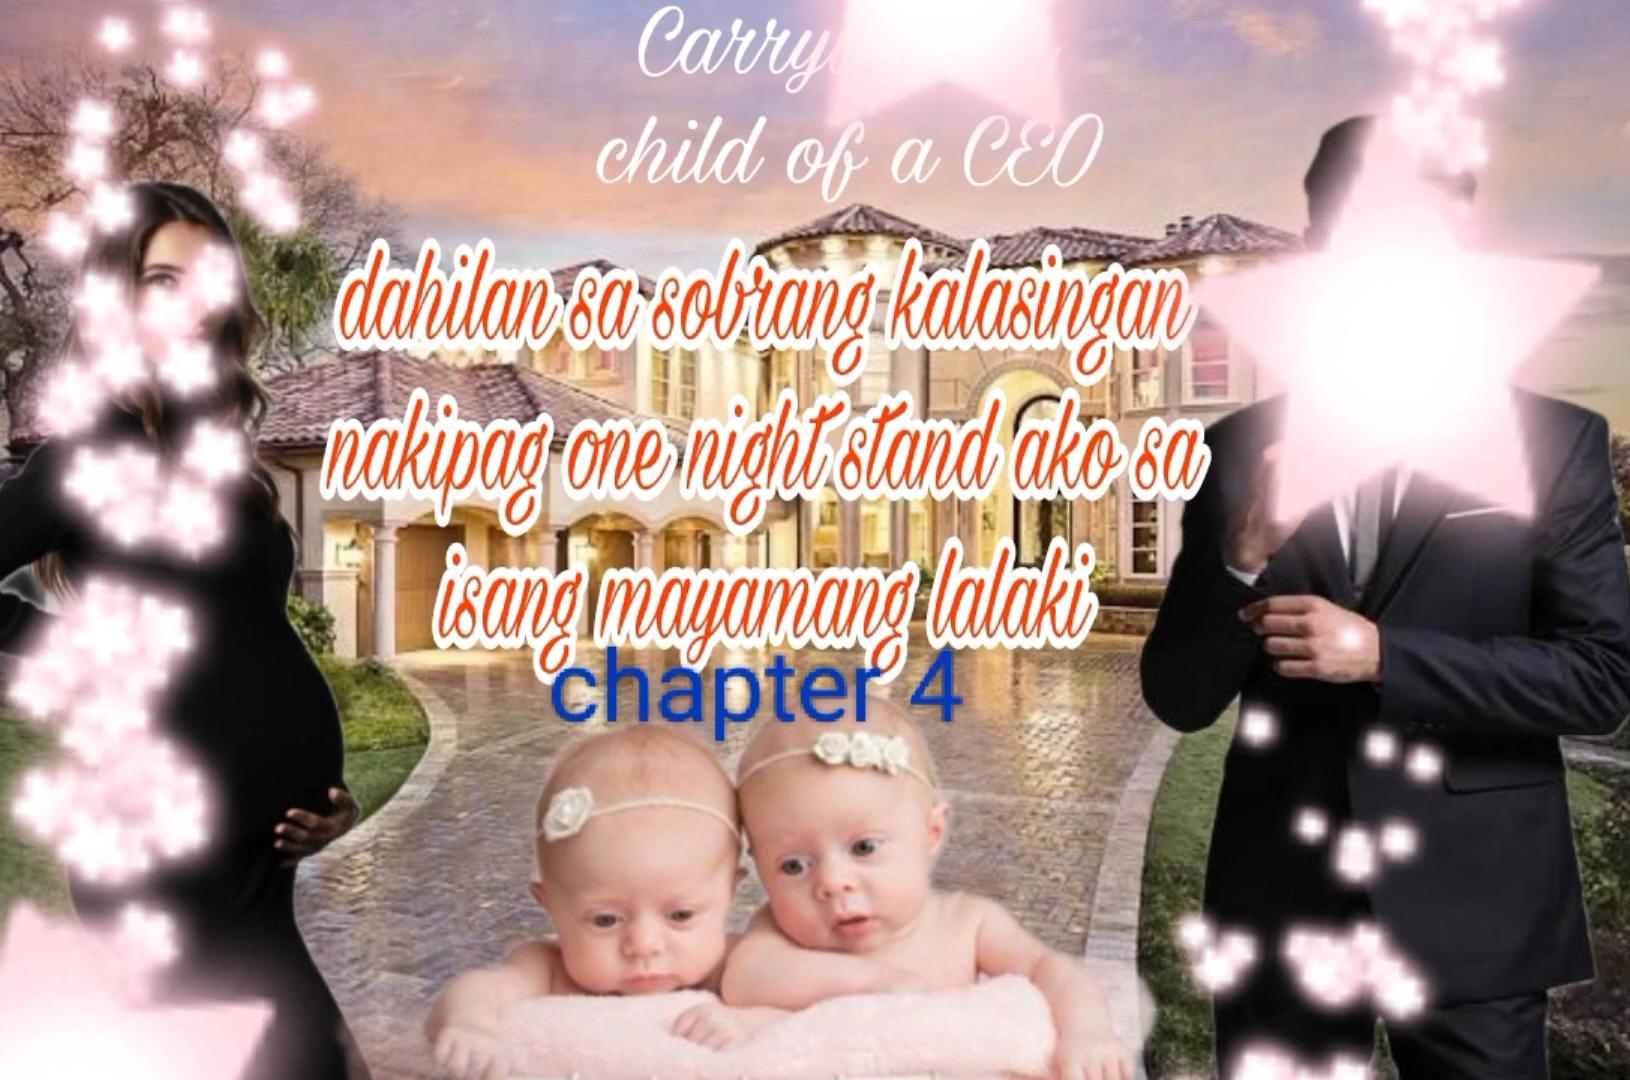 child of a CEO
dahilan sa sobrang kalasingan
nakipag one night stand ako sa
isang mayamang lalaki
chapter 4